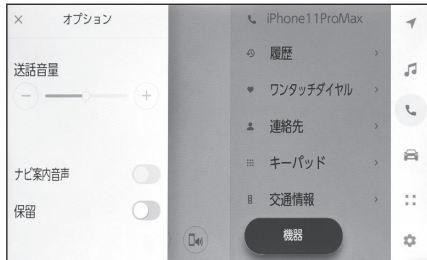 オプション
送話音量
ナビ案内音声
保留
iPhone11ProMax
履歴
ワンタッチダイヤル
連絡先
キーパッド
交通情報
機器